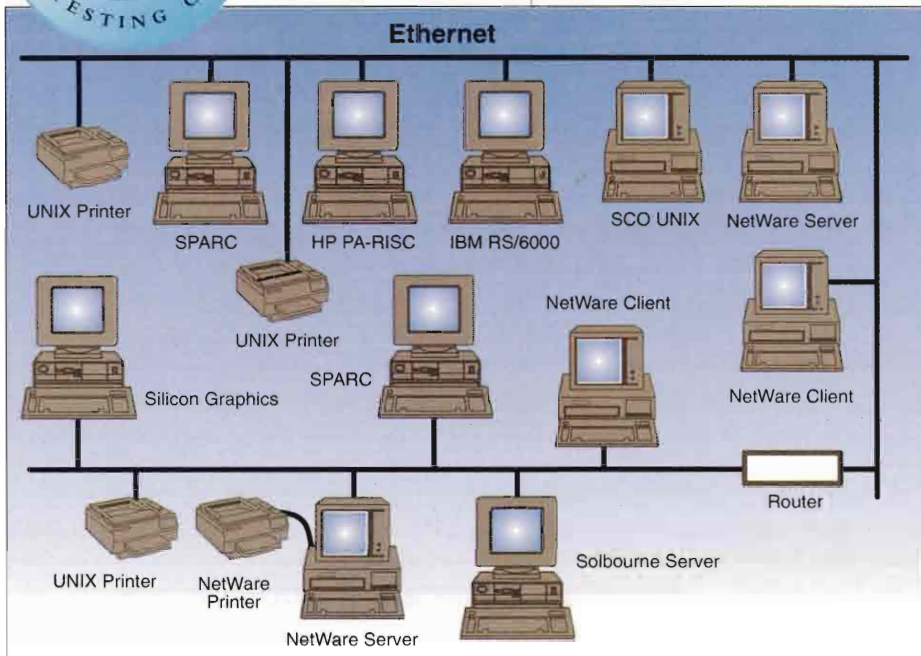 ESTING
Ethernet
UNIX Printer
SPARC
HP PA-RISC
IBM RS/6000
SCO UNIX
NetWare Server
UNIX Printer
NetWare Client
Silicon Graphics
SPARC
NetWare Client
Router
UNIX Printer
NetWare
Printer
NetWare Server
Solbourne Server